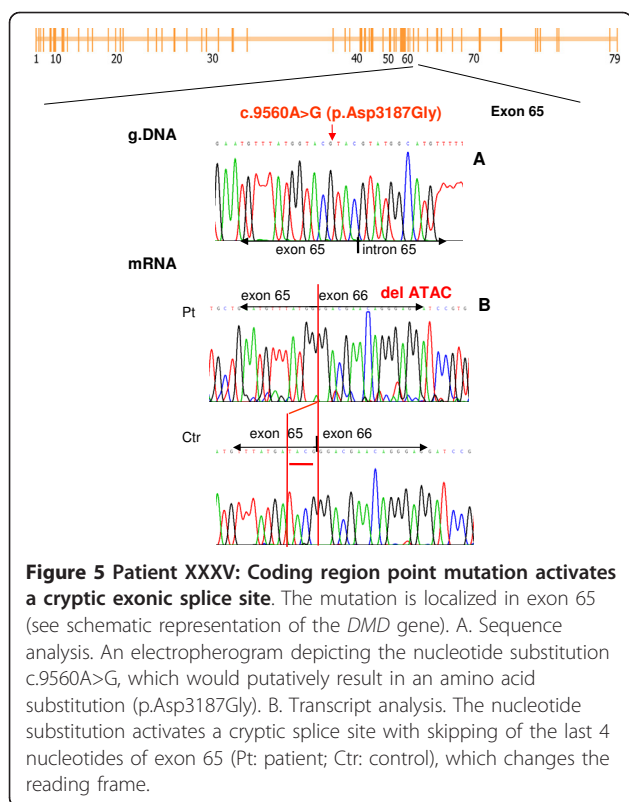 1 10 20 30 40 50 60 70 79
c.9560A>G (p.Asp3187Gly) Exon 65
g.DNA
GAATGTTTATGGTACGTACGTATGGCATGTTTTT
A
exon 65 intron 65
mRNA
del ATAC
B
exon 65 exon 66
Pt
Ctr
exon 65 exon 66
Figure 5 Patient XXXV: Coding region point mutation activates
a cryptic exonic splice site. The mutation is localized in exon 65
(see schematic representation of the DMD gene). A. Sequence
analysis. An electropherogram depicting the nucleotide substitution
c.9560A>G, which would putatively result in an amino acid
substitution (p.Asp3187Gly). B. Transcript analysis. The nucleotide
substitution activates a cryptic splice site with skipping of the last 4
nucleotides of exon 65 (Pt: patient; Ctr: control), which changes the
reading frame.